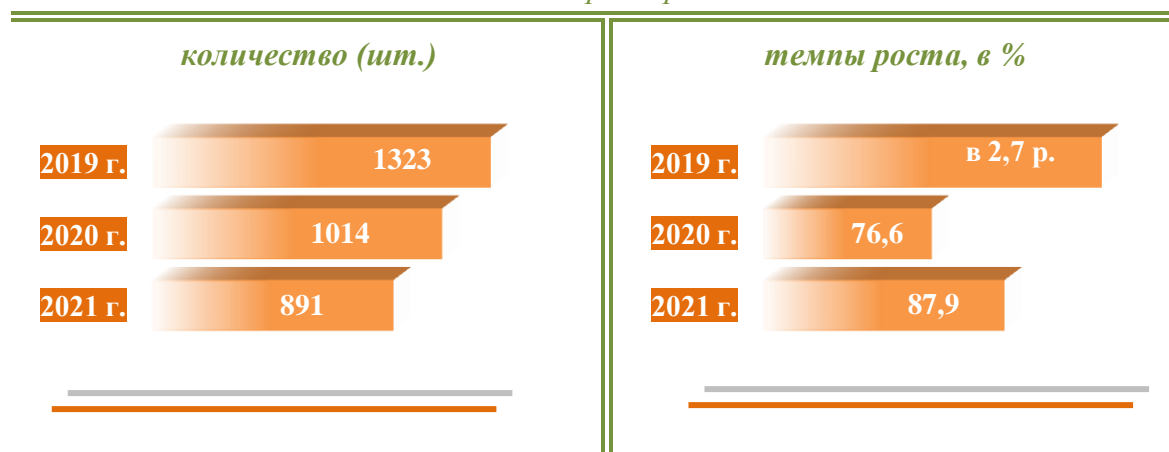 количество (шт.)
2019 г. 1323
2020 г. 1014
2021 г. 891
темпы роста, в %
2019 г. в 2,7 р.
2020 г. 76,6
2021 г. 87,9